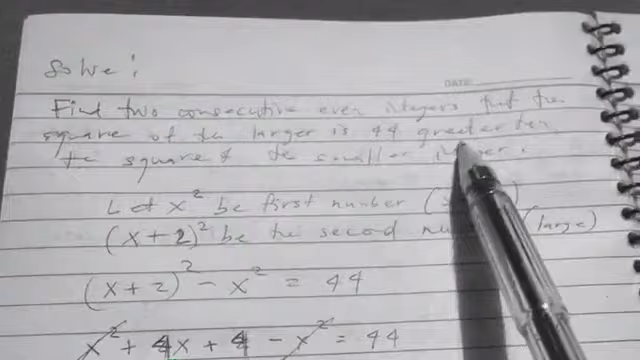 Solve :
DATE:
Find two consecutive even integers that the
square of the larger is 44 greater than
the square of the smaller
Let x² be first number (
(x+2)² be the second (large)
(x+2)² - x² = 44
x² + 4x + 4 - x² = 44